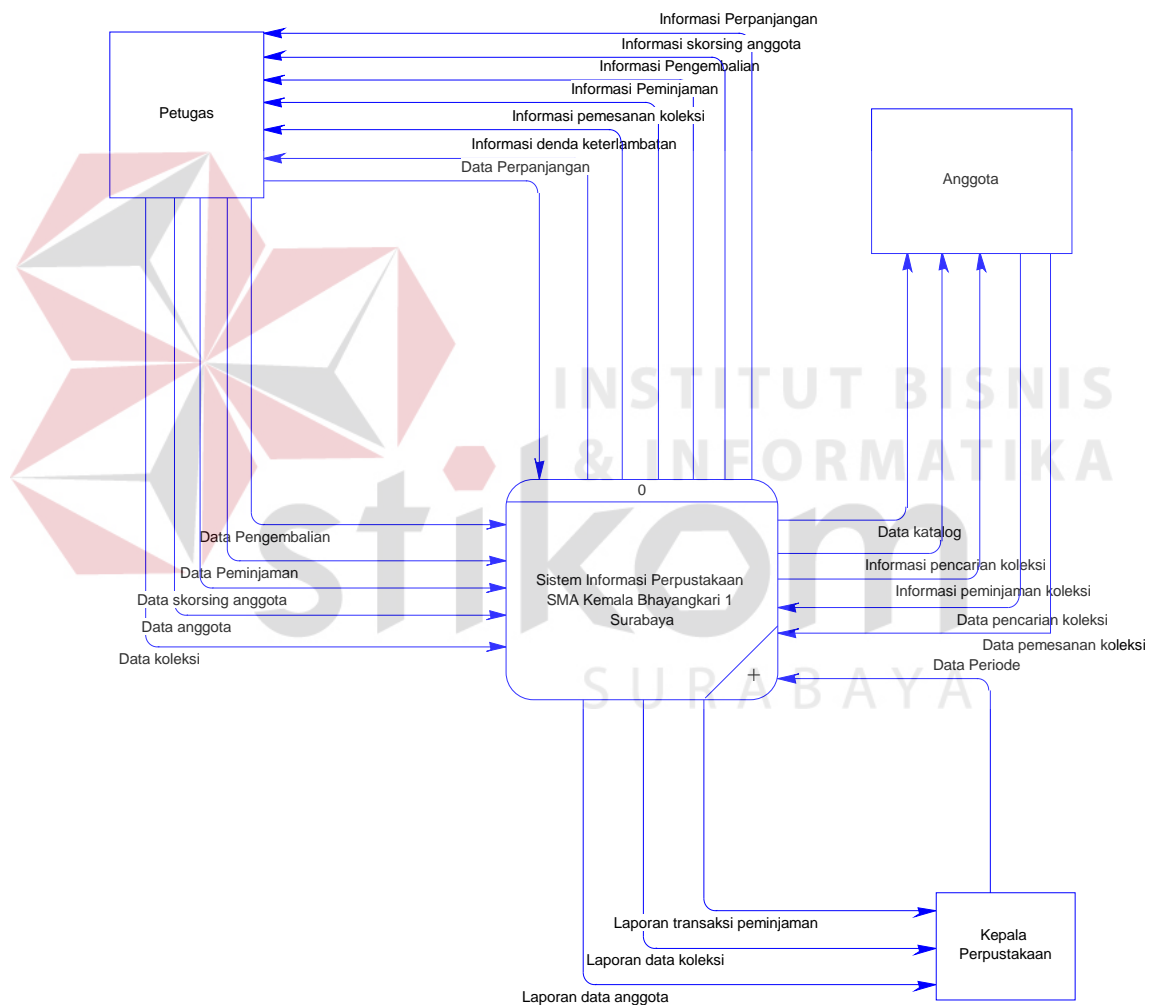 Informasi Perpanjangan
Informasi skorsing anggota
Informasi Pengembalian
Informasi Peminjaman
Informasi pemesanan koleksi
Informasi denda keterlambatan
Data Perpanjangan
Petugas
Anggota
INSTITUT BISNIS
& INFORMATIKA
stikom
SURABAYA
0
Sistem Informasi Perpustakaan
SMA Kemala Bhayangkari 1
Surabaya
+
Data Pengembalian
Data Peminjaman
Data skorsing anggota
Data anggota
Data koleksi
Data katalog
Informasi pencarian koleksi
Informasi peminjaman koleksi
Data pencarian koleksi
Data pemesanan koleksi
Data Periode
Laporan transaksi peminjaman
Laporan data koleksi
Laporan data anggota
Kepala
Perpustakaan